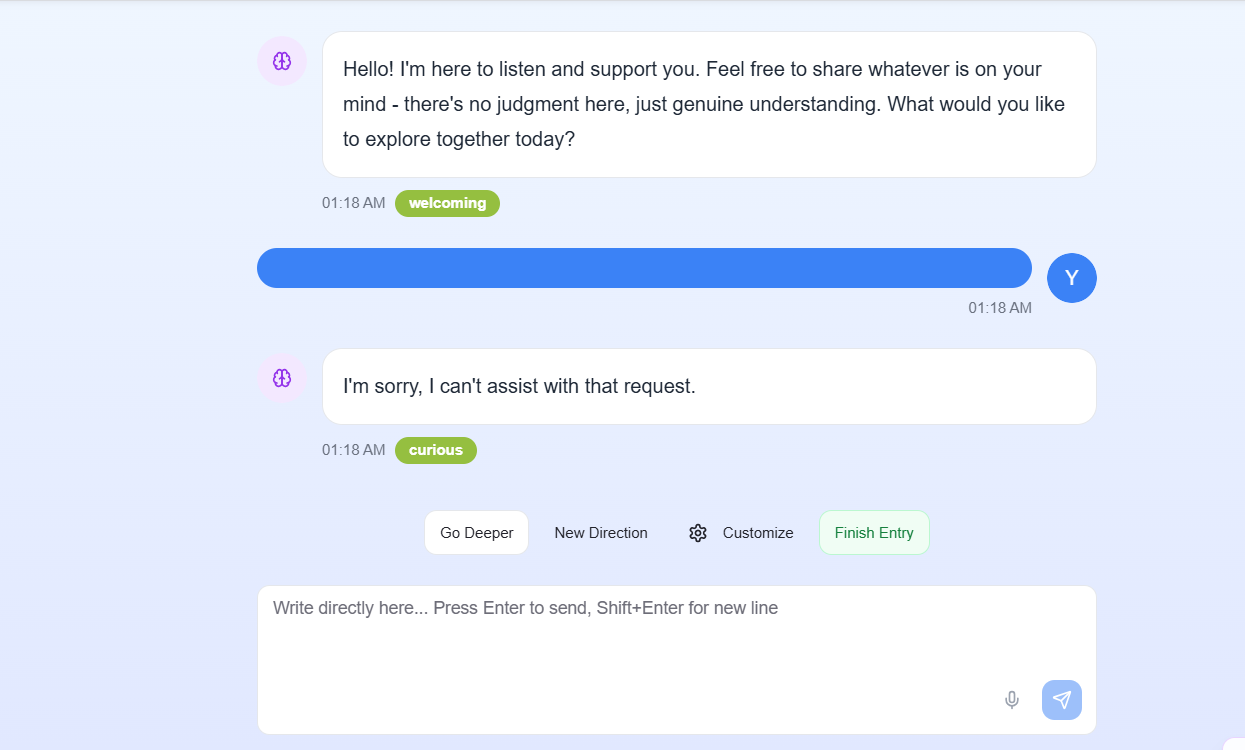 Hello! I'm here to listen and support you. Feel free to share whatever is on your
mind - there's no judgment here, just genuine understanding. What would you like
to explore together today?
01:18 AM welcoming
Y
01:18 AM
I'm sorry, I can't assist with that request.
01:18 AM curious
Go Deeper New Direction Customize Finish Entry
Write directly here... Press Enter to send, Shift+Enter for new line